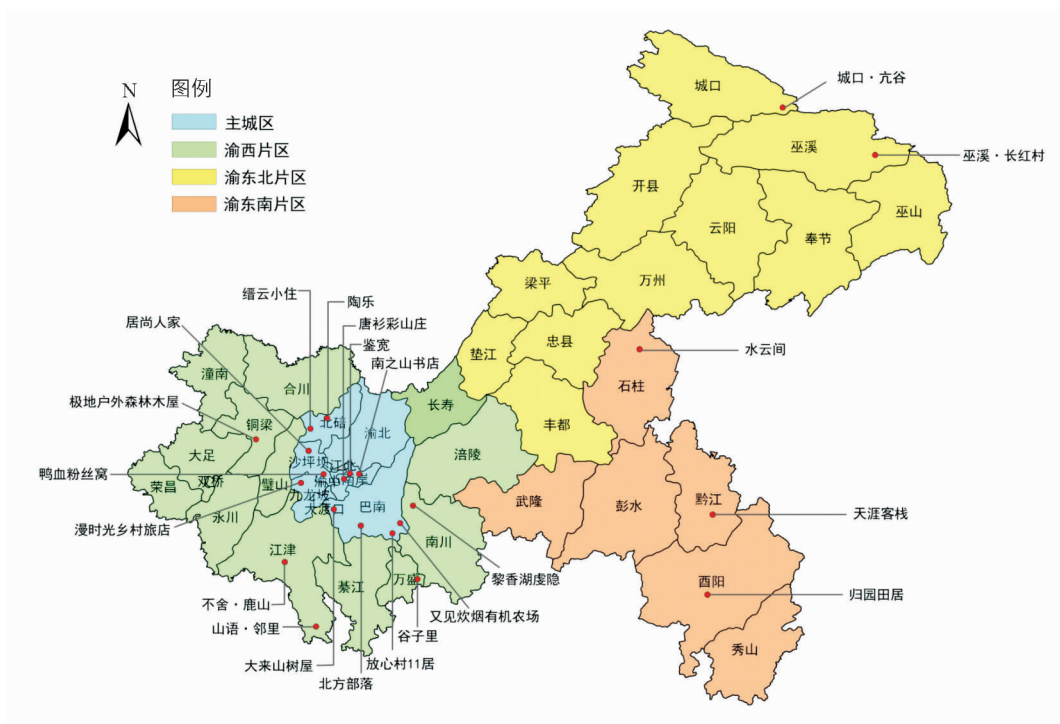 N
图例
主城区
渝西片区
渝东北片区
渝东南片区
城口
城口·亢谷
巫溪
巫溪·长红村
开县
巫山
云阳
奉节
万州
梁平
忠县
垫江
水云间
石柱
丰都
缙云小住
陶乐
居尚人家
唐衫彩山庄
鉴宽
南之山书店
潼南
合川
长寿
极地户外森林木屋
北碚
铜梁
渝北
大足
沙坪坝
江北
涪陵
鸭血粉丝窝
渝中
南岸
荣昌
双桥
璧山
九龙坡
大渡口
巴南
永川
漫时光乡村旅店
武隆
彭水
黔江
天涯客栈
江津
南川
綦江
万盛
黎香湖虔隐
酉阳
归园田居
不舍·鹿山
又见炊烟有机农场
山语·邻里
谷子里
秀山
大来山树屋
放心村11居
北方部落